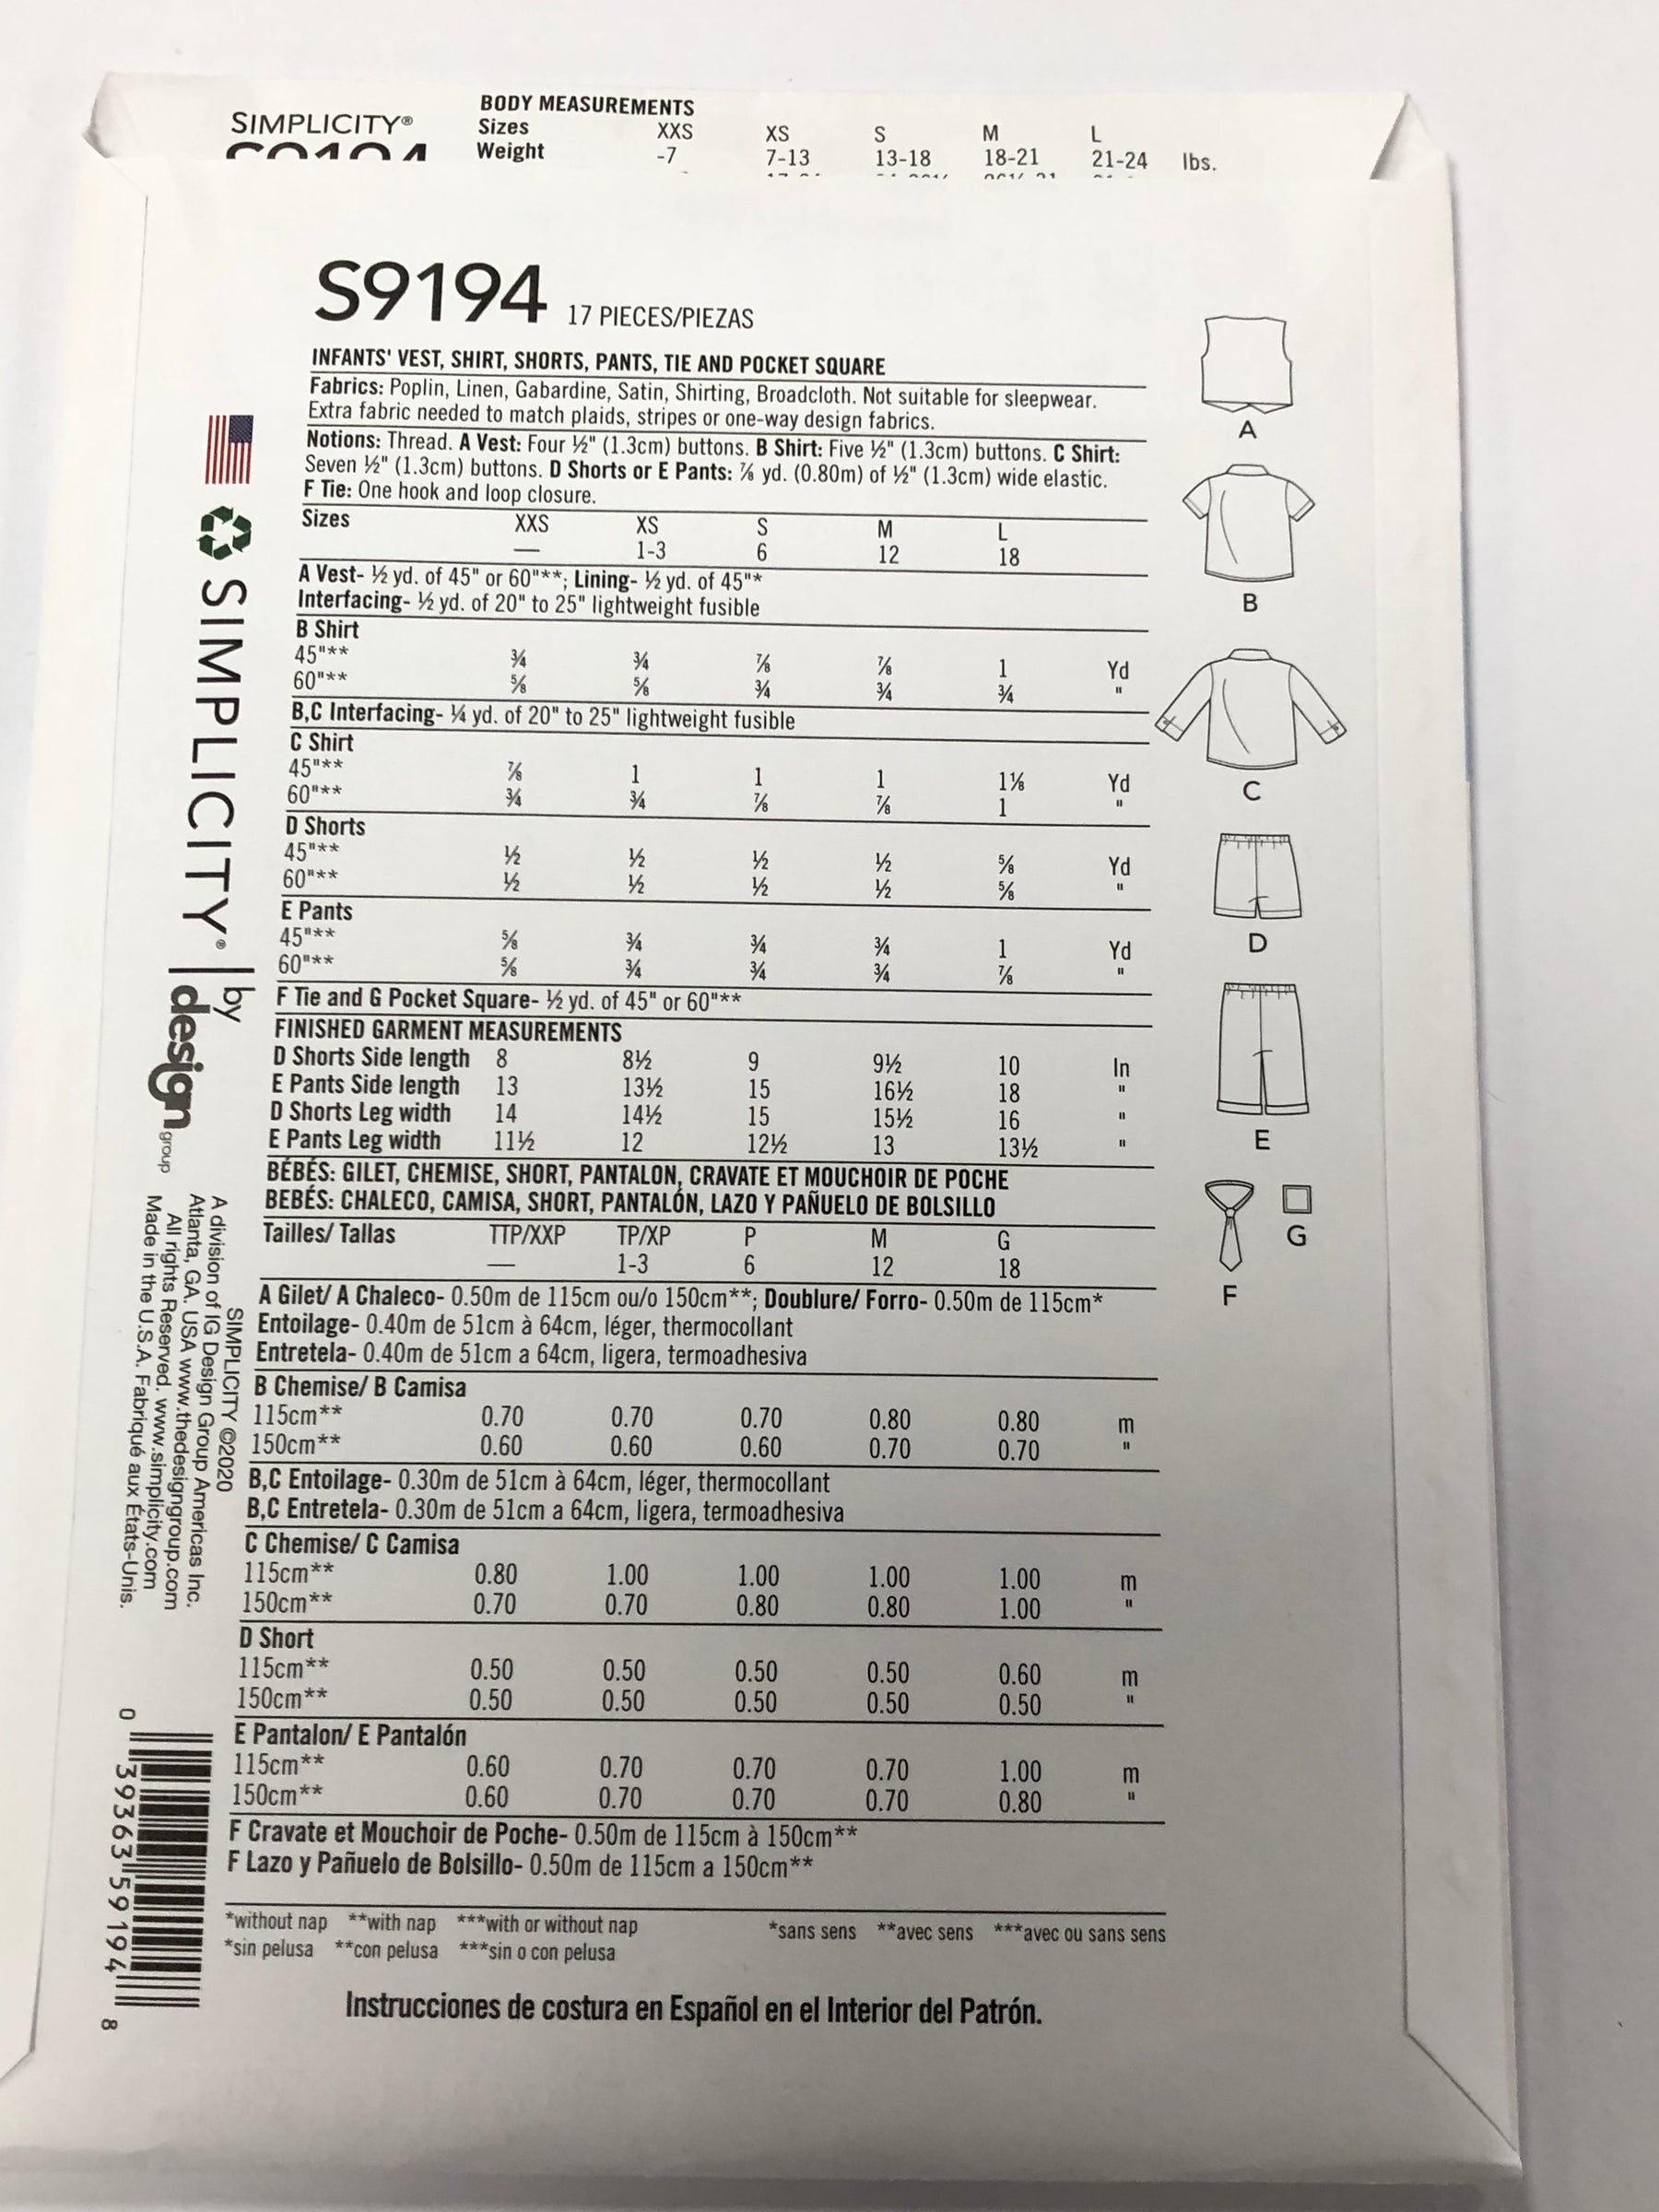 SIMPLICITY®
BODY MEASUREMENTS
Sizes XXS XS S M L
Weight -7 7-13 13-18 18-21 21-24 lbs.
S9194 17 PIECES/PIEZAS
INFANTS' VEST, SHIRT, SHORTS, PANTS, TIE AND POCKET SQUARE
Fabrics: Poplin, Linen, Gabardine, Satin, Shirting, Broadcloth. Not suitable for sleepwear.
Extra fabric needed to match plaids, stripes or one-way design fabrics.
Notions: Thread. A Vest: Four ½" (1.3cm) buttons. B Shirt: Five ½" (1.3cm) buttons. C Shirt:
Seven ½" (1.3cm) buttons. D Shorts or E Pants: ⅞ yd. (0.80m) of ½" (1.3cm) wide elastic.
F Tie: One hook and loop closure.
Sizes XXS XS S M L
— 1-3 6 12 18
A Vest- ½ yd. of 45" or 60"**; Lining- ½ yd. of 45"*
Interfacing- ½ yd. of 20" to 25" lightweight fusible
B Shirt
45"** ¾ ¾ ⅞ ⅞ 1 Yd
60"** ⅝ ⅝ ¾ ¾ ¾ "
B,C Interfacing- ¼ yd. of 20" to 25" lightweight fusible
C Shirt
45"** ⅞ 1 1 1 1⅛ Yd
60"** ¾ ¾ ⅞ ⅞ 1 "
D Shorts
45"** ½ ½ ½ ½ ⅝ Yd
60"** ½ ½ ½ ½ ⅝ "
E Pants
45"** ⅝ ¾ ¾ ¾ 1 Yd
60"** ⅝ ¾ ¾ ¾ ⅞ "
F Tie and G Pocket Square- ½ yd. of 45" or 60"**
FINISHED GARMENT MEASUREMENTS
D Shorts Side length 8 8½ 9 9½ 10 In
E Pants Side length 13 13½ 15 16½ 18 "
D Shorts Leg width 14 14½ 15 15½ 16 "
E Pants Leg width 11½ 12 12½ 13 13½ "
BÉBÉS: GILET, CHEMISE, SHORT, PANTALON, CRAVATE ET MOUCHOIR DE POCHE
BEBÉS: CHALECO, CAMISA, SHORT, PANTALÓN, LAZO Y PAÑUELO DE BOLSILLO
Tailles/ Tallas TTP/XXP TP/XP P M G
— 1-3 6 12 18
A Gilet/ A Chaleco- 0.50m de 115cm ou/o 150cm**; Doublure/ Forro- 0.50m de 115cm*
Entoilage- 0.40m de 51cm à 64cm, léger, thermocollant
Entretela- 0.40m de 51cm a 64cm, ligera, termoadhesiva
B Chemise/ B Camisa
115cm** 0.70 0.70 0.70 0.80 0.80 m
150cm** 0.60 0.60 0.60 0.70 0.70 "
B,C Entoilage- 0.30m de 51cm à 64cm, léger, thermocollant
B,C Entretela- 0.30m de 51cm a 64cm, ligera, termoadhesiva
C Chemise/ C Camisa
115cm** 0.80 1.00 1.00 1.00 1.00 m
150cm** 0.70 0.70 0.80 0.80 1.00 "
D Short
115cm** 0.50 0.50 0.50 0.50 0.60 m
150cm** 0.50 0.50 0.50 0.50 0.50 "
E Pantalon/ E Pantalón
115cm** 0.60 0.70 0.70 0.70 1.00 m
150cm** 0.60 0.70 0.70 0.70 0.80 "
F Cravate et Mouchoir de Poche- 0.50m de 115cm à 150cm**
F Lazo y Pañuelo de Bolsillo- 0.50m de 115cm a 150cm**
*without nap **with nap ***with or without nap *sans sens **avec sens ***avec ou sans sens
*sin pelusa **con pelusa ***sin o con pelusa
Instrucciones de costura en Español en el Interior del Patrón.
A
B
C
D
E
F
G
SIMPLICITY® by
design group
SIMPLICITY ©2020
A division of IG Design Group Americas Inc.
Atlanta, GA. USA www.thedesigngroup.com
All rights Reserved. www.simplicity.com
Made in the U.S.A. Fabriqué aux États-Unis.
0 39363 59194 8